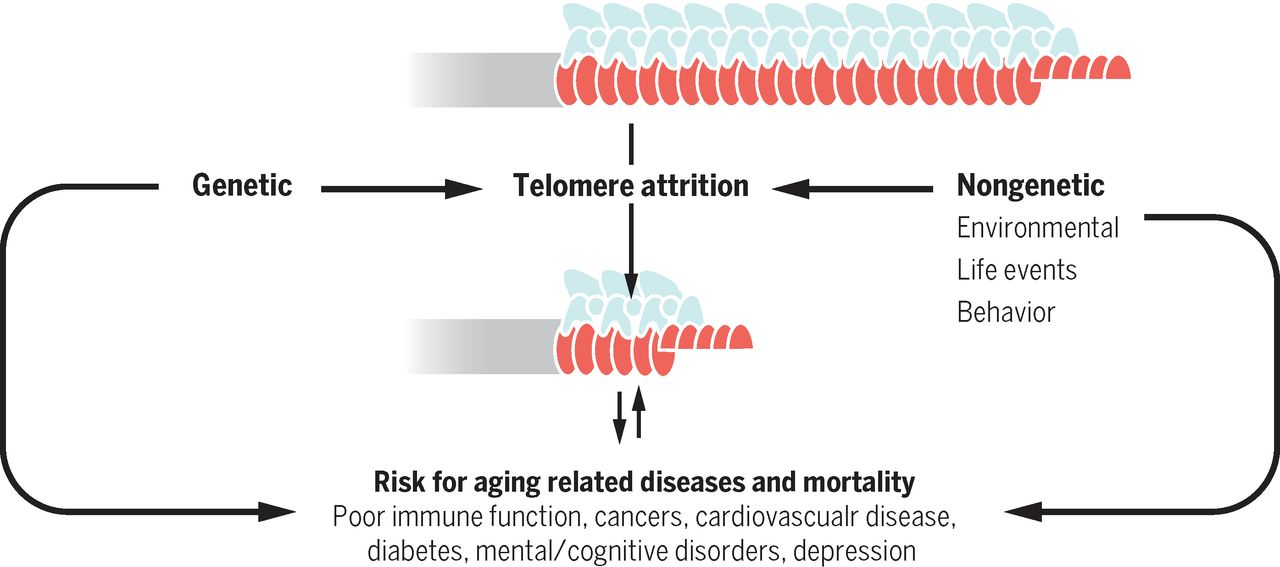 Genetic
Telomere attrition
Nongenetic
Environmental
Life events
Behavior
Risk for aging related diseases and mortality
Poor immune function, cancers, cardiovascualr disease,
diabetes, mental/cognitive disorders, depression